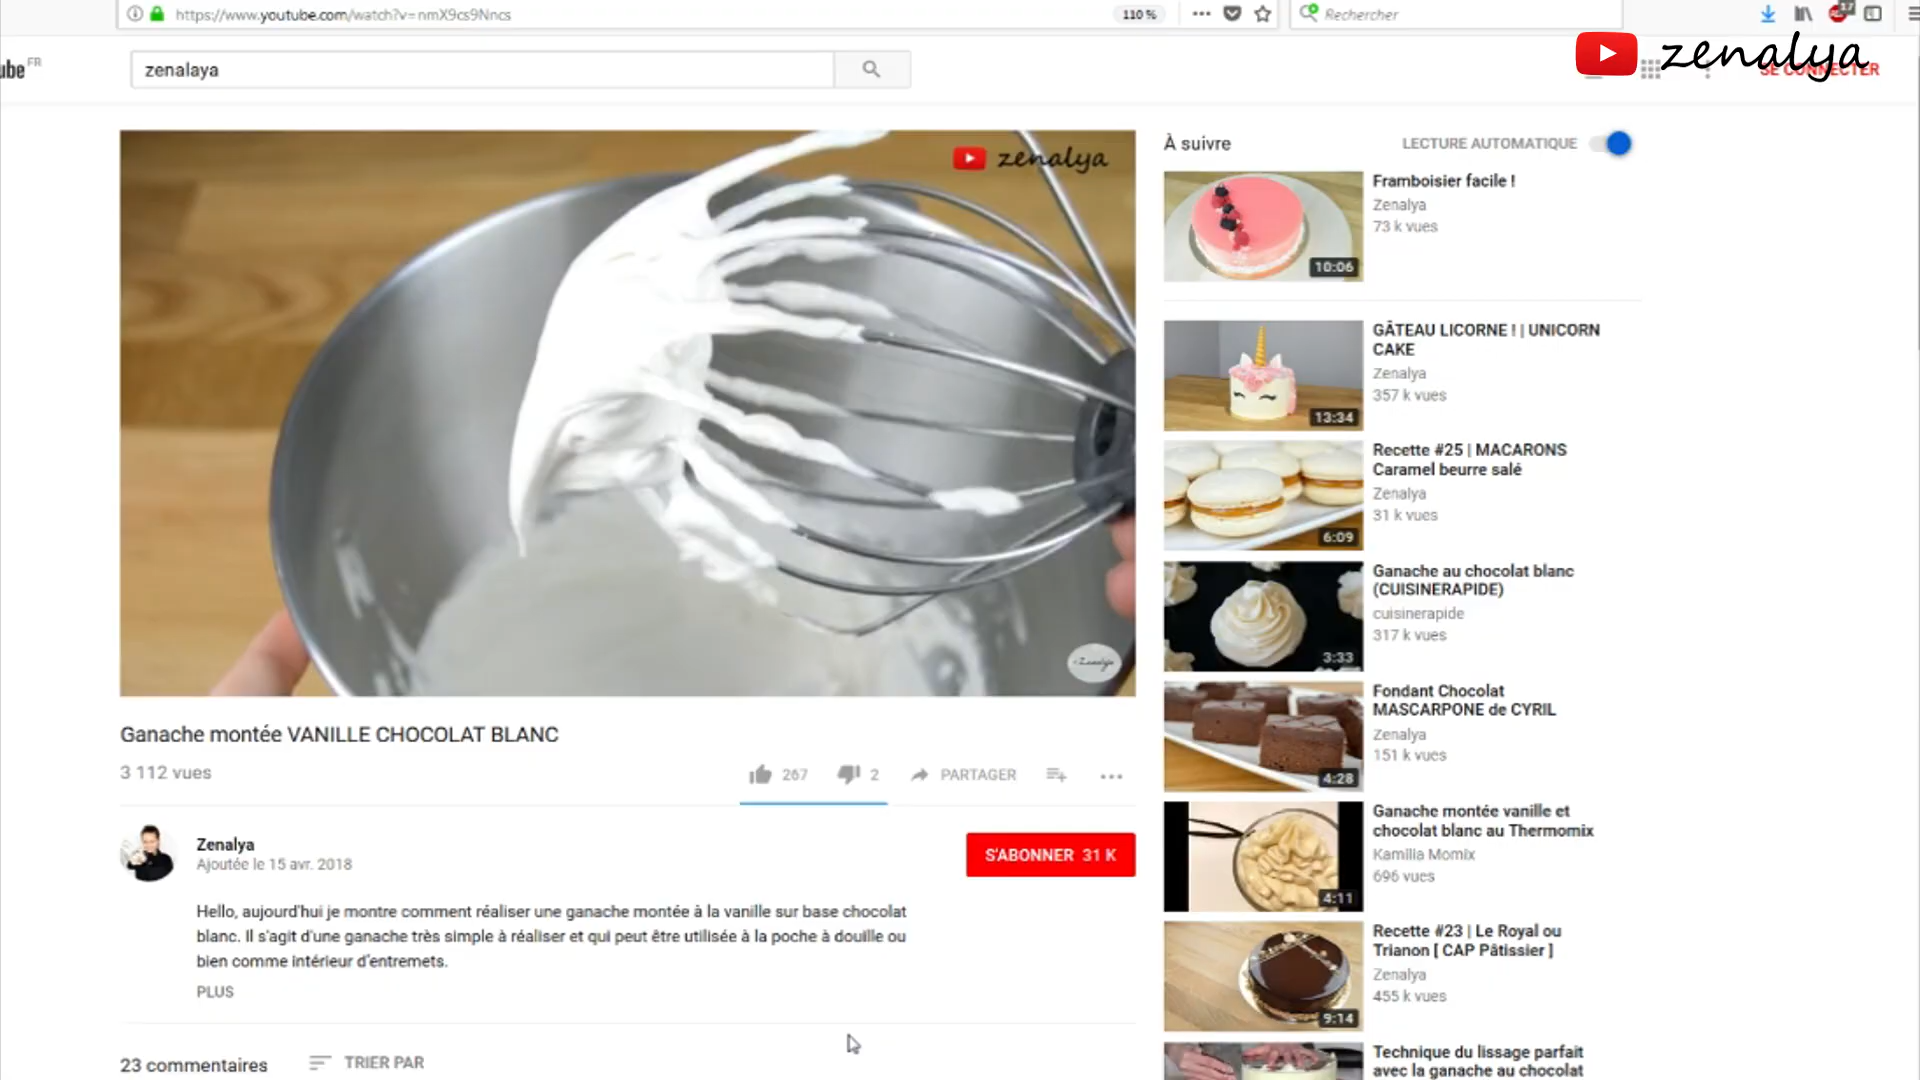 https://www.youtube.com/watch?v=nmX9cs9Nncs
110 %
Rechercher
17
ube FR
zenalaya
SE CONNECTER
zenalya
zenalya
Zenalya
Ganache montée VANILLE CHOCOLAT BLANC
3 112 vues
267
2
PARTAGER
Zenalya
Ajoutée le 15 avr. 2018
S'ABONNER 31 K
Hello, aujourd'hui je montre comment réaliser une ganache montée à la vanille sur base chocolat
blanc. Il s'agit d'une ganache très simple à réaliser et qui peut être utilisée à la poche à douille ou
bien comme intérieur d'entremets.
PLUS
23 commentaires
TRIER PAR
À suivre
LECTURE AUTOMATIQUE
10:06
Framboisier facile !
Zenalya
73 k vues
13:34
GÂTEAU LICORNE ! | UNICORN
CAKE
Zenalya
357 k vues
6:09
Recette #25 | MACARONS
Caramel beurre salé
Zenalya
31 k vues
3:33
Ganache au chocolat blanc
(CUISINERAPIDE)
cuisinerapide
317 k vues
4:28
Fondant Chocolat
MASCARPONE de CYRIL
Zenalya
151 k vues
4:11
Ganache montée vanille et
chocolat blanc au Thermomix
Kamilia Momix
696 vues
9:14
Recette #23 | Le Royal ou
Trianon [ CAP Pâtissier ]
Zenalya
455 k vues
Technique du lissage parfait
avec la ganache au chocolat